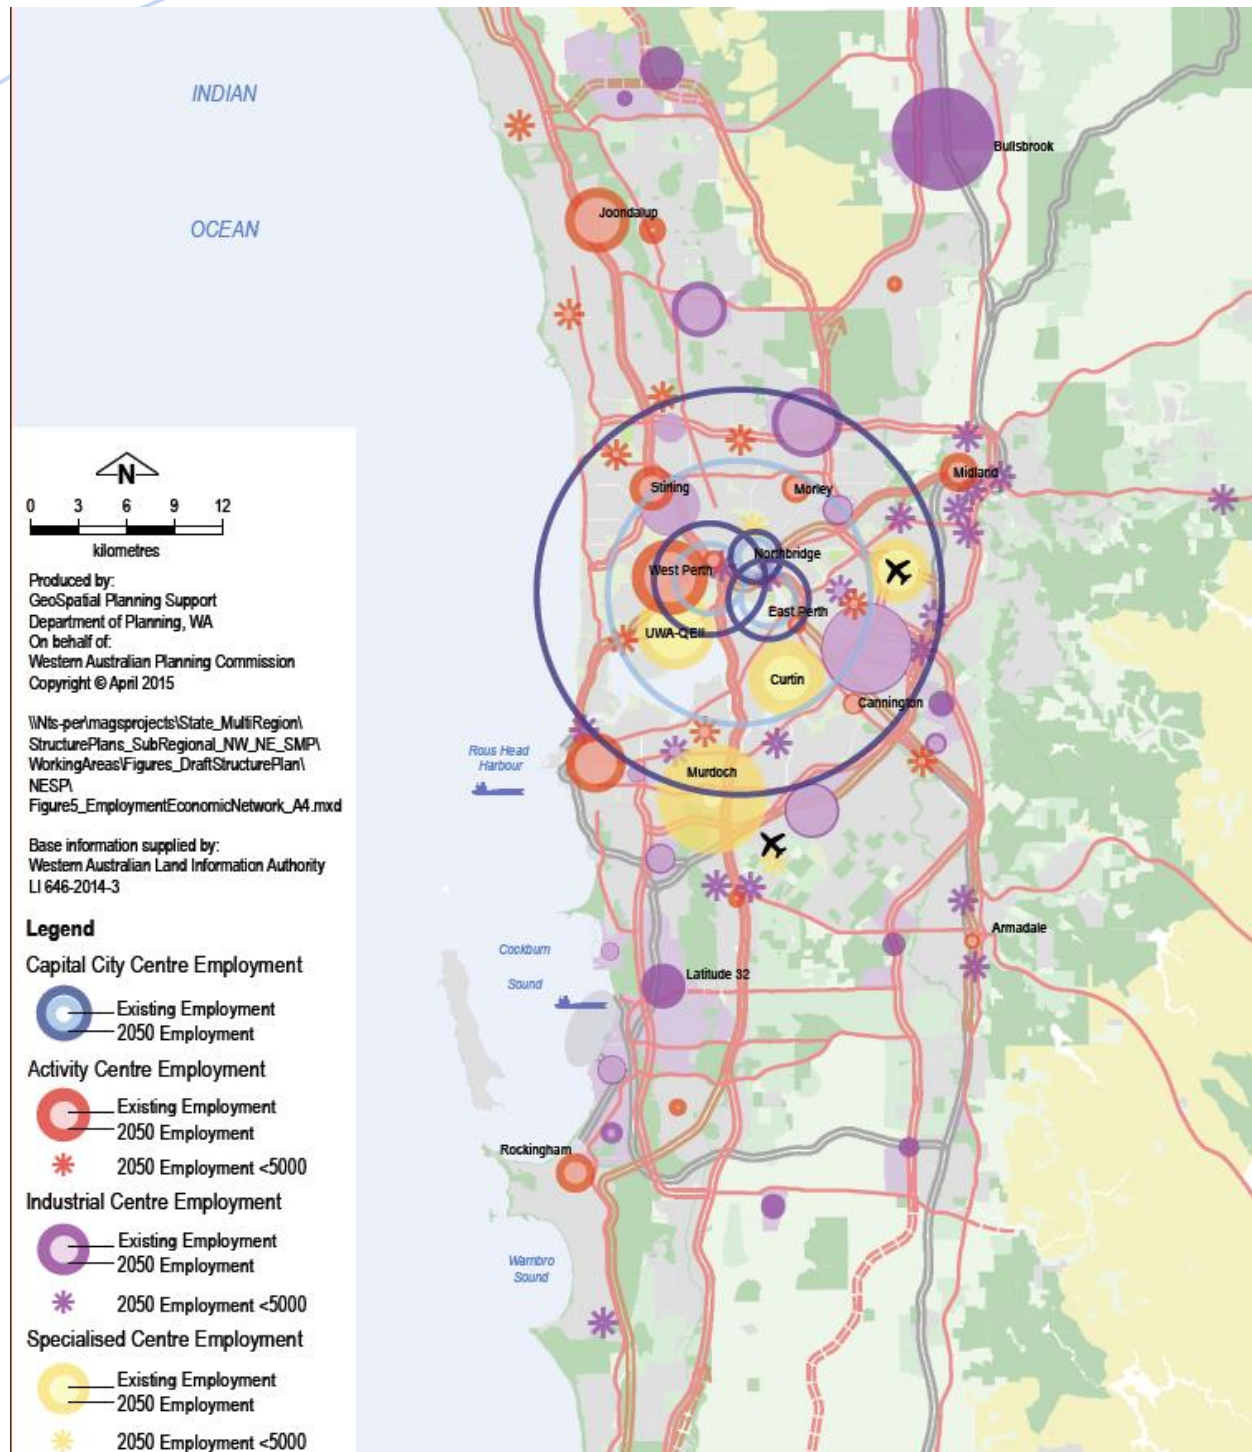 INDIAN
OCEAN
N
0 3 6 9 12
kilometres
Produced by:
GeoSpatial Planning Support
Department of Planning, WA
On behalf of:
Western Australian Planning Commission
Copyright © April 2015
\\Nts-per\magsprojects\State_MultiRegion\
StructurePlans_SubRegional_NW_NE_SMP\
WorkingAreas\Figures_DraftStructurePlan\
NESP\
Figure5_EmploymentEconomicNetwork_A4.mxd
Base information supplied by:
Western Australian Land Information Authority
LI 646-2014-3
Legend
Capital City Centre Employment
Existing Employment
2050 Employment
Activity Centre Employment
Existing Employment
2050 Employment
2050 Employment <5000
Industrial Centre Employment
Existing Employment
2050 Employment
2050 Employment <5000
Specialised Centre Employment
Existing Employment
2050 Employment
2050 Employment <5000
Bullsbrook
Joondalup
Midland
Stirling
Morley
Northbridge
West Perth
East Perth
UWA-QEII
Curtin
Cannington
Rous Head
Harbour
Murdoch
Armadale
Cockburn
Sound
Latitude 32
Rockingham
Warnbro
Sound